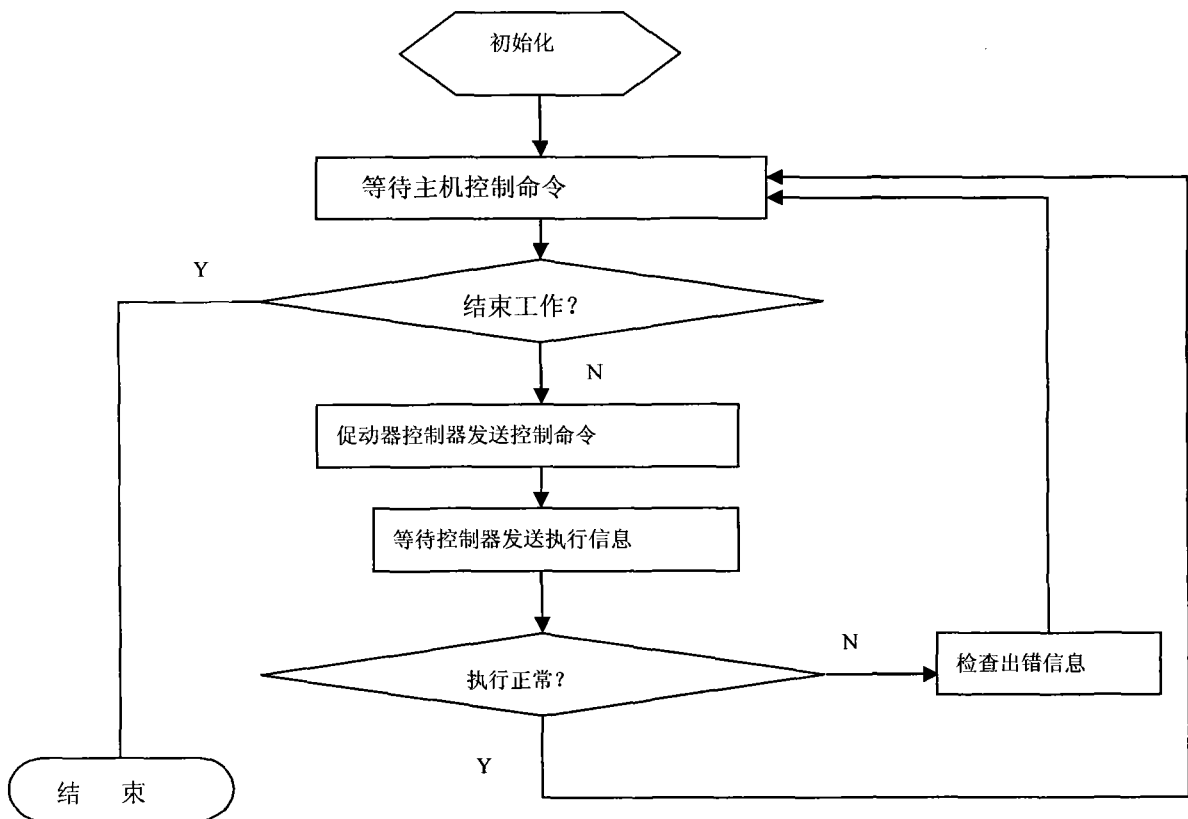 初始化
等待主机控制命令
Y
结束工作?
N
促动器控制器发送控制命令
等待控制器发送执行信息
N
执行正常?
检查出错信息
Y
结 束